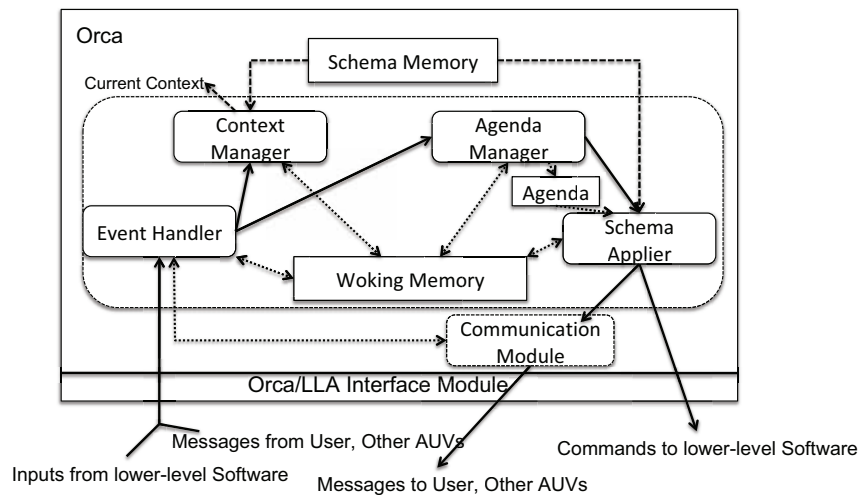 Orca
Schema Memory
Current Context
Context
Manager
Agenda
Manager
Agenda
Event Handler
Schema
Applier
Woking Memory
Communication
Module
Orca/LLA Interface Module
Messages from User, Other AUVs
Commands to lower-level Software
Inputs from lower-level Software
Messages to User, Other AUVs